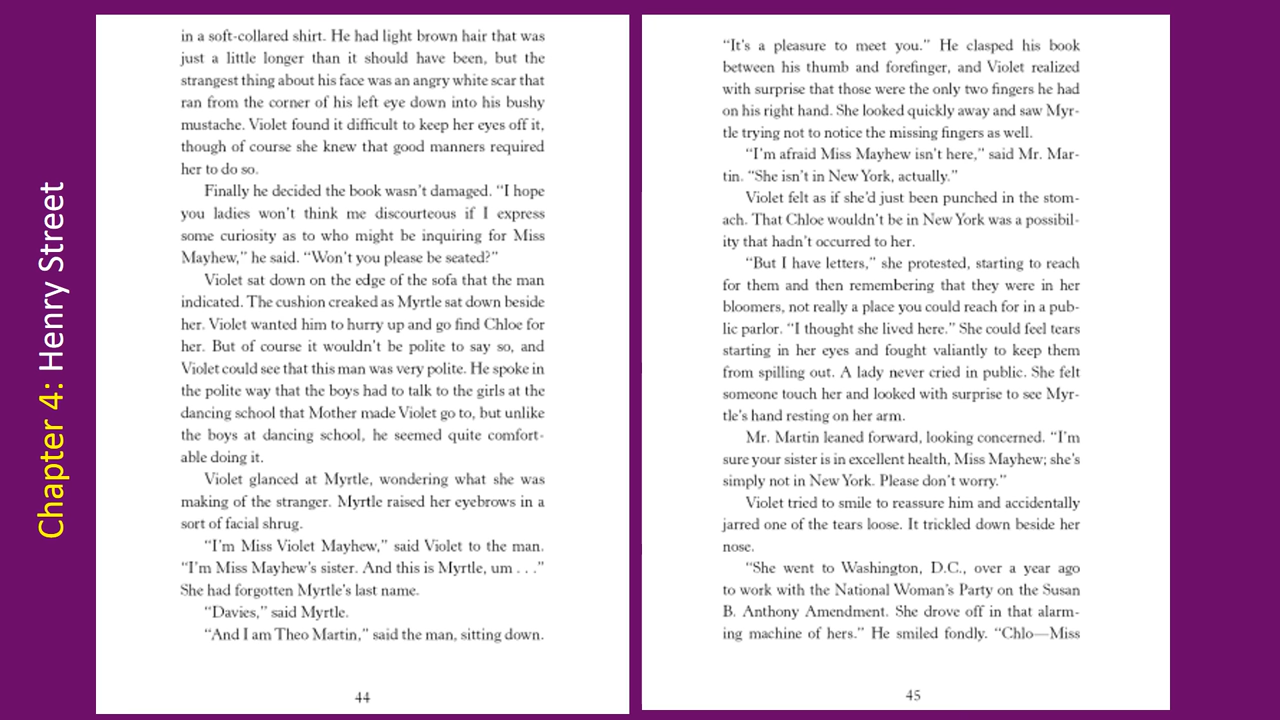 Chapter 4: Henry Street
in a soft-collared shirt. He had light brown hair that was
just a little longer than it should have been, but the
strangest thing about his face was an angry white scar that
ran from the corner of his left eye down into his bushy
mustache. Violet found it difficult to keep her eyes off it,
though of course she knew that good manners required
her to do so.
Finally he decided the book wasn’t damaged. “I hope
you ladies won’t think me discourteous if I express
some curiosity as to who might be inquiring for Miss
Mayhew,” he said. “Won’t you please be seated?”
Violet sat down on the edge of the sofa that the man
indicated. The cushion creaked as Myrtle sat down beside
her. Violet wanted him to hurry up and go find Chloe for
her. But of course it wouldn’t be polite to say so, and
Violet could see that this man was very polite. He spoke in
the polite way that the boys had to talk to the girls at the
dancing school that Mother made Violet go to, but unlike
the boys at dancing school, he seemed quite comfort-
able doing it.
Violet glanced at Myrtle, wondering what she was
making of the stranger. Myrtle raised her eyebrows in a
sort of facial shrug.
“I’m Miss Violet Mayhew,” said Violet to the man.
“I’m Miss Mayhew’s sister. And this is Myrtle, um . . .”
She had forgotten Myrtle’s last name.
“Davies,” said Myrtle.
“And I am Theo Martin,” said the man, sitting down.
44
“It’s a pleasure to meet you.” He clasped his book
between his thumb and forefinger, and Violet realized
with surprise that those were the only two fingers he had
on his right hand. She looked quickly away and saw Myr-
tle trying not to notice the missing fingers as well.
“I’m afraid Miss Mayhew isn’t here,” said Mr. Mar-
tin. “She isn’t in New York, actually.”
Violet felt as if she’d just been punched in the stom-
ach. That Chloe wouldn’t be in New York was a possibil-
ity that hadn’t occurred to her.
“But I have letters,” she protested, starting to reach
for them and then remembering that they were in her
bloomers, not really a place you could reach for in a pub-
lic parlor. “I thought she lived here.” She could feel tears
starting in her eyes and fought valiantly to keep them
from spilling out. A lady never cried in public. She felt
someone touch her and looked with surprise to see Myr-
tle’s hand resting on her arm.
Mr. Martin leaned forward, looking concerned. “I’m
sure your sister is in excellent health, Miss Mayhew; she’s
simply not in New York. Please don’t worry.”
Violet tried to smile to reassure him and accidentally
jarred one of the tears loose. It trickled down beside her
nose.
“She went to Washington, D.C., over a year ago
to work with the National Woman’s Party on the Susan
B. Anthony Amendment. She drove off in that alarm-
ing machine of hers.” He smiled fondly. “Chlo—Miss
45